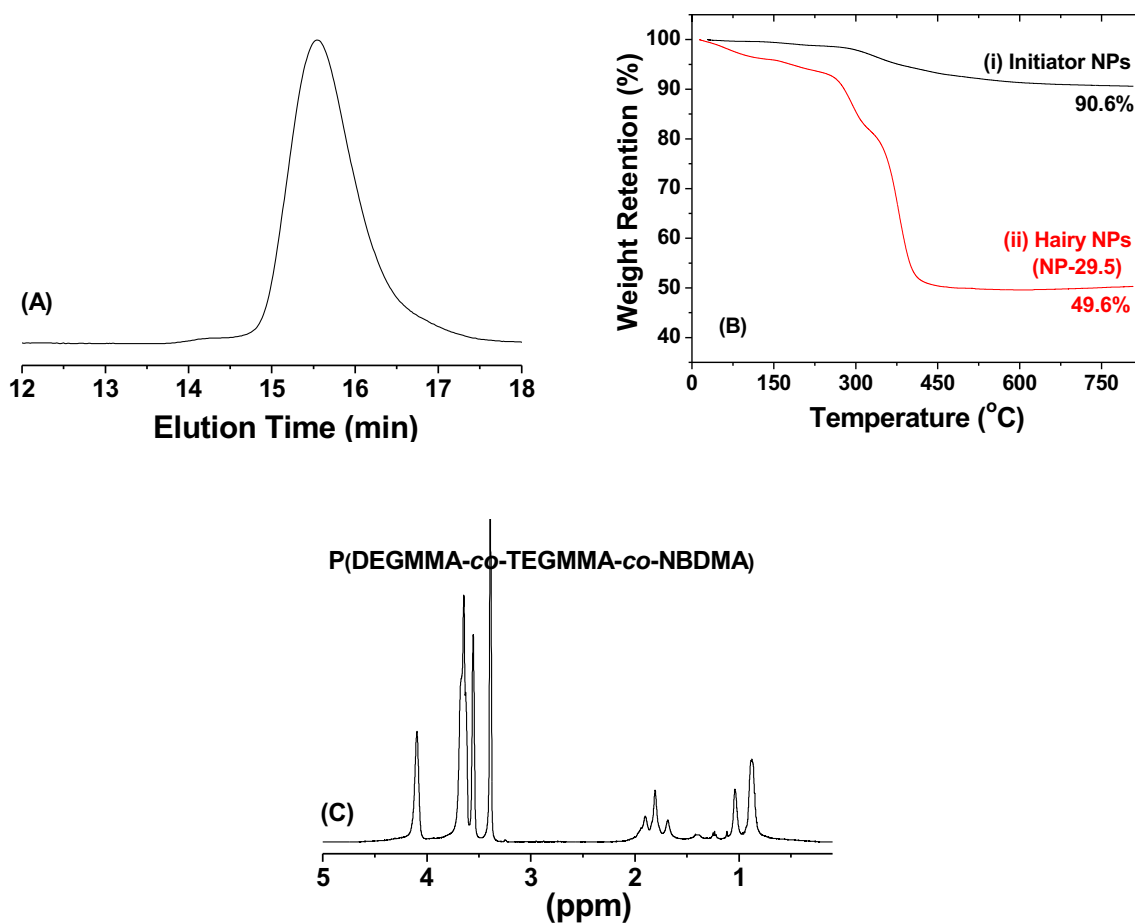 (A)
12 13 14 15 16 17 18
Elution Time (min)
Weight Retention (%)
100
90
80
70
60
50
40
(i) Initiator NPs
90.6%
(ii) Hairy NPs
(NP-29.5)
49.6%
(B)
0 150 300 450 600 750
Temperature (°C)
P(DEGMMA-co-TEGMMA-co-NBDMA)
(C)
5 4 3 2 1
(ppm)